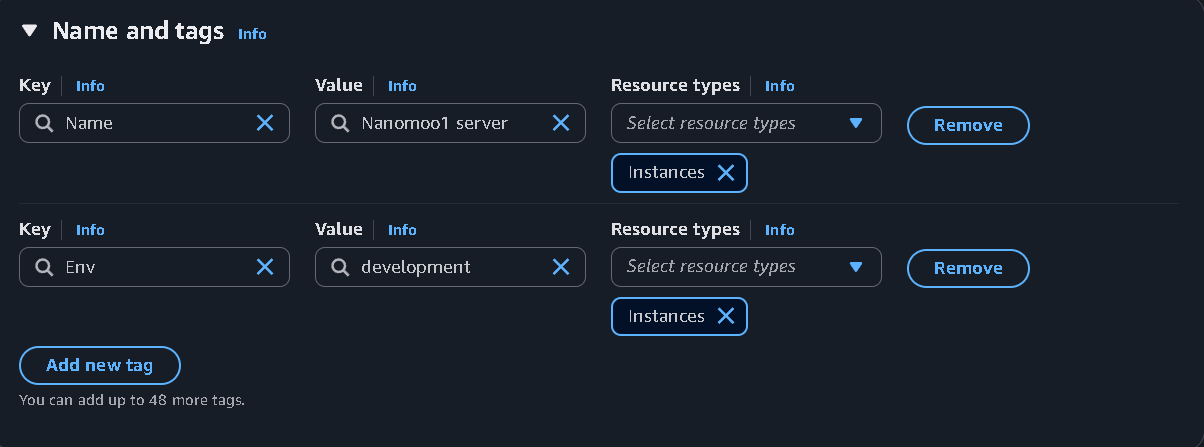 Name and tags Info
Key Info Value Info Resource types Info
Name Nanomoo1 server Select resource types Remove
Instances
Key Info Value Info Resource types Info
Env development Select resource types Remove
Instances
Add new tag
You can add up to 48 more tags.